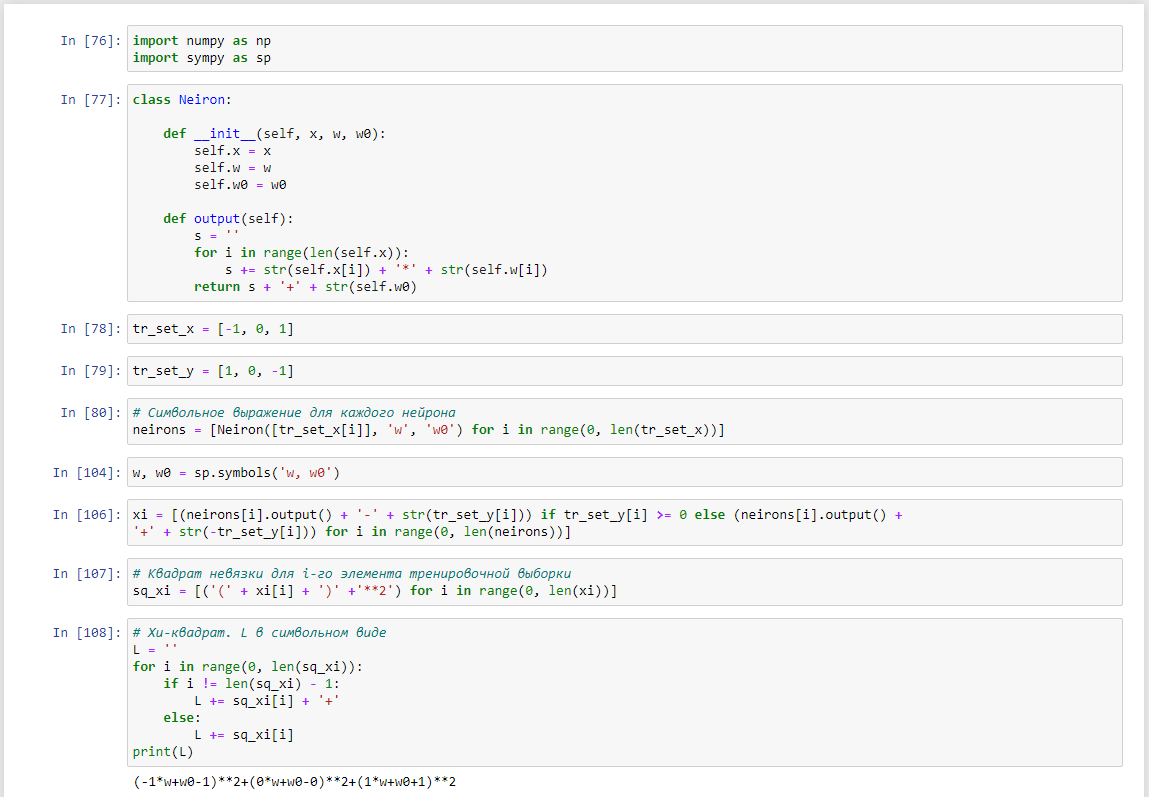 In [76]: import numpy as np
import sympy as sp
In [77]: class Neiron:
def __init__(self, x, w, w0):
self.x = x
self.w = w
self.w0 = w0
def output(self):
s = ''
for i in range(len(self.x)):
s += str(self.x[i]) + '*' + str(self.w[i])
return s + '+' + str(self.w0)
In [78]: tr_set_x = [-1, 0, 1]
In [79]: tr_set_y = [1, 0, -1]
In [80]: # Символьное выражение для каждого нейрона
neirons = [Neiron([tr_set_x[i]], 'w', 'w0') for i in range(0, len(tr_set_x))]
In [104]: w, w0 = sp.symbols('w, w0')
In [106]: xi = [(neirons[i].output() + '-' + str(tr_set_y[i])) if tr_set_y[i] >= 0 else (neirons[i].output() +
'+' + str(-tr_set_y[i])) for i in range(0, len(neirons))]
In [107]: # Квадрат невязки для i-го элемента тренировочной выборки
sq_xi = [('(' + xi[i] + ')' +'**2') for i in range(0, len(xi))]
In [108]: # Хи-квадрат. L в символьном виде
L = ''
for i in range(0, len(sq_xi)):
if i != len(sq_xi) - 1:
L += sq_xi[i] + '+'
else:
L += sq_xi[i]
print(L)
(-1*w+w0-1)**2+(0*w+w0-0)**2+(1*w+w0+1)**2